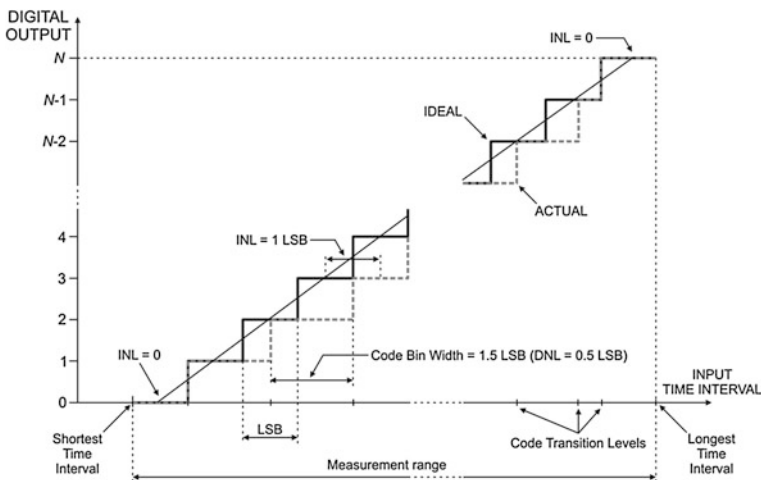 DIGITAL
OUTPUT
INL = 0
N
N-1
IDEAL
N-2
ACTUAL
4
INL = 1 LSB
3
2
INL = 0
Code Bin Width = 1.5 LSB (DNL = 0.5 LSB)
1
INPUT
TIME INTERVAL
0
Shortest
Time
Interval
LSB
Code Transition Levels
Longest
Time
Interval
Measurement range